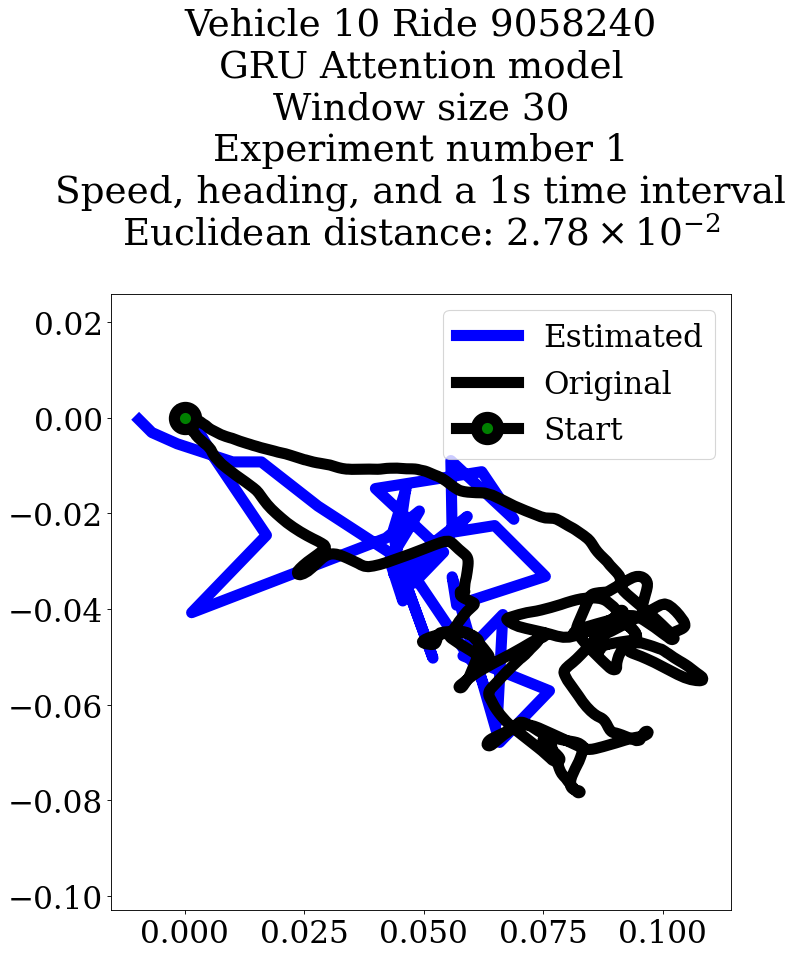 Vehicle 10 Ride 9058240
GRU Attention model
Window size 30
Experiment number 1
Speed, heading, and a 1s time interval
Euclidean distance: 2.78 × 10⁻²
Estimated
Original
Start
0.02
0.00
−0.02
−0.04
−0.06
−0.08
−0.10
0.000 0.025 0.050 0.075 0.100